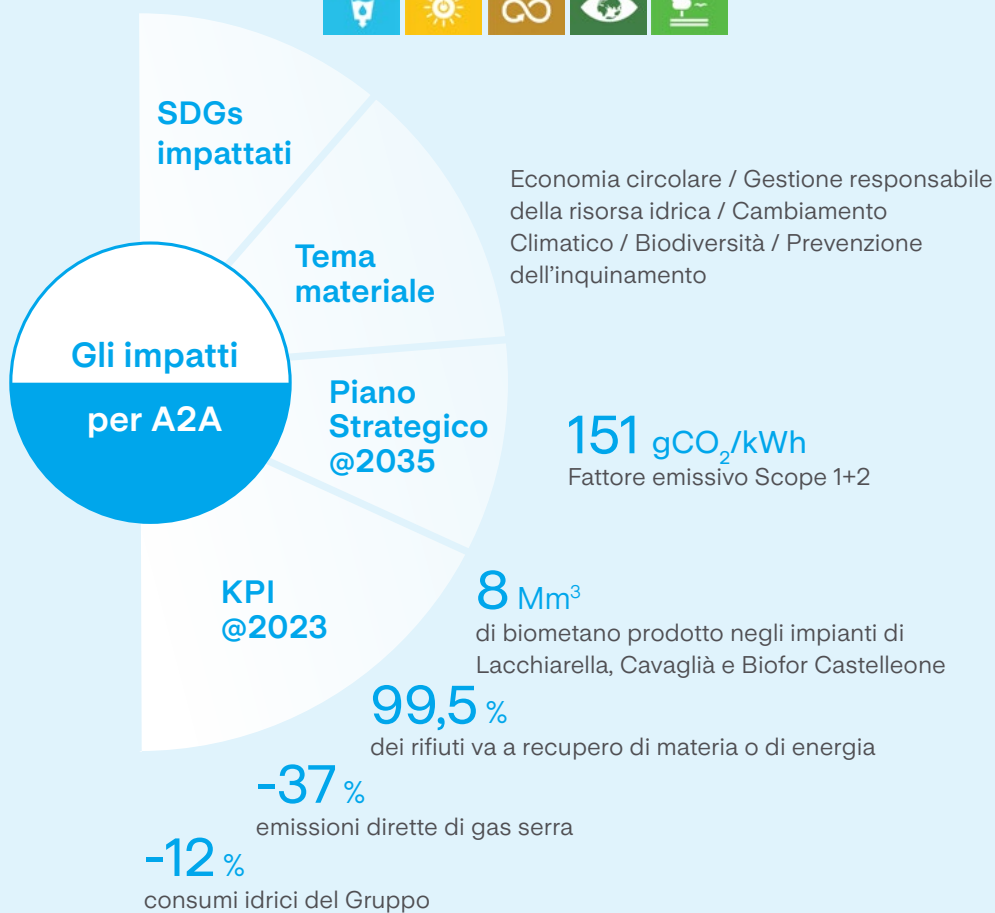 SDGs
impattati
Economia circolare / Gestione responsabile
della risorsa idrica / Cambiamento
Climatico / Biodiversità / Prevenzione
dell’inquinamento
Tema
materiale
Gli impatti
per A2A
Piano
Strategico
@2035
151 gCO₂/kWh
Fattore emissivo Scope 1+2
KPI
@2023
8 Mm³
di biometano prodotto negli impianti di
Lacchiarella, Cavaglià e Biofor Castelleone
99,5 %
dei rifiuti va a recupero di materia o di energia
-37 %
emissioni dirette di gas serra
-12 %
consumi idrici del Gruppo